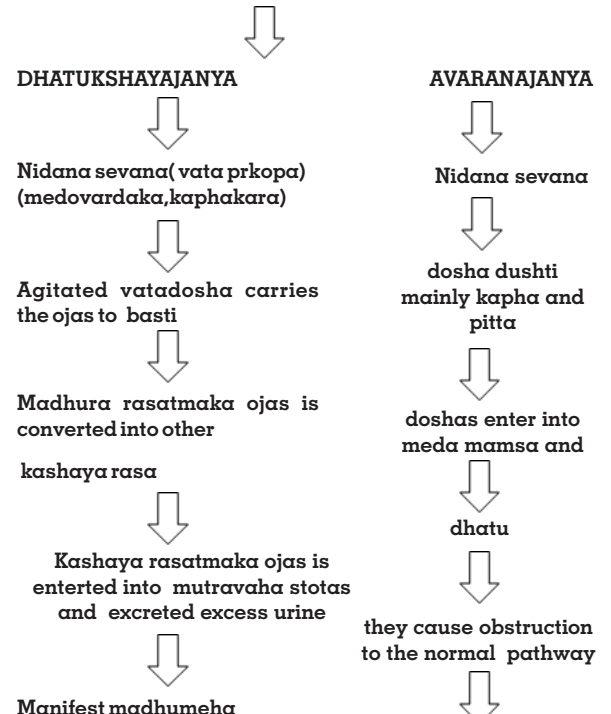 DHATUKSHAYAJANYA
Nidana sevana( vata prkopa)
(medovardaka,kaphakara)
Agitated vatadosha carries
the ojas to basti
Madhura rasatmaka ojas is
converted into other
kashaya rasa
Kashaya rasatmaka ojas is
enterted into mutravaha stotas
and excreted excess urine
Manifest madhumeha
AVARANAJANYA
Nidana sevana
dosha dushti
mainly kapha and
pitta
doshas enter into
meda mamsa and
dhatu
they cause obstruction
to the normal pathway